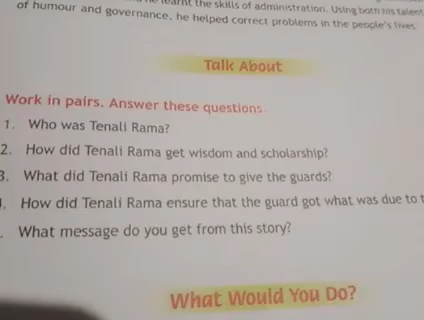 the skills of administration. Using both his talent
of humour and governance, he helped correct problems in the people's lives
Talk About
Work in pairs. Answer these questions.
1. Who was Tenali Rama?
2. How did Tenali Rama get wisdom and scholarship?
3. What did Tenali Rama promise to give the guards?
. How did Tenali Rama ensure that the guard got what was due to
. What message do you get from this story?
What Would You Do?